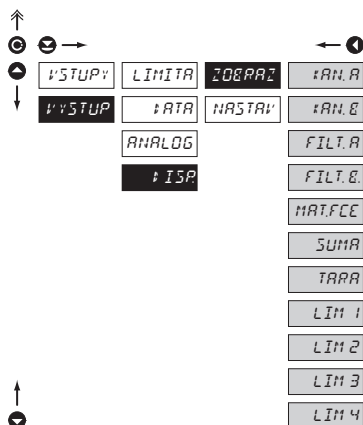 VSTUPY LIMITA ZOBRAZ KAN. A
VYSTUP DATA NASTAV KAN. B
ANALOG FILT. A
DISP. FILT. B.
MAT.FCE
SUMA
TARA
LIM 1
LIM 2
LIM 3
LIM 4